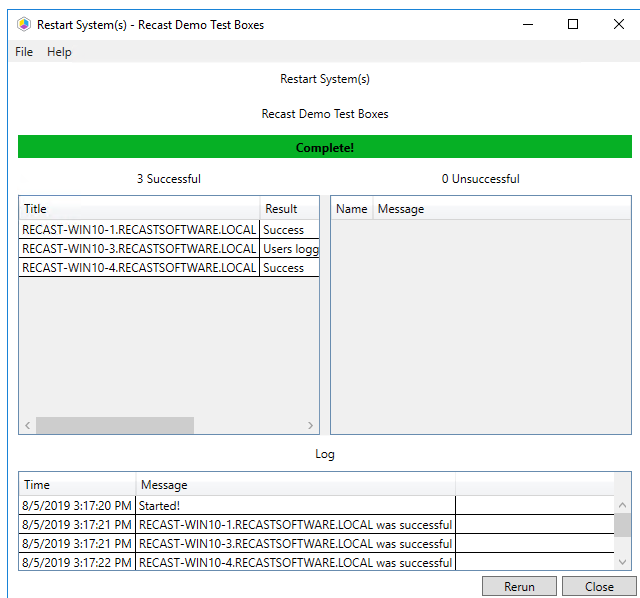 Restart System(s) - Recast Demo Test Boxes
File Help
Restart System(s)
Recast Demo Test Boxes
Complete!
3 Successful
0 Unsuccessful
Title Result
RECAST-WIN10-1.RECASTSOFTWARE.LOCAL Success
RECAST-WIN10-3.RECASTSOFTWARE.LOCAL Users logg
RECAST-WIN10-4.RECASTSOFTWARE.LOCAL Success
Name Message
Log
Time Message
8/5/2019 3:17:20 PM Started!
8/5/2019 3:17:21 PM RECAST-WIN10-1.RECASTSOFTWARE.LOCAL was successful
8/5/2019 3:17:21 PM RECAST-WIN10-3.RECASTSOFTWARE.LOCAL was successful
8/5/2019 3:17:22 PM RECAST-WIN10-4.RECASTSOFTWARE.LOCAL was successful
Rerun Close